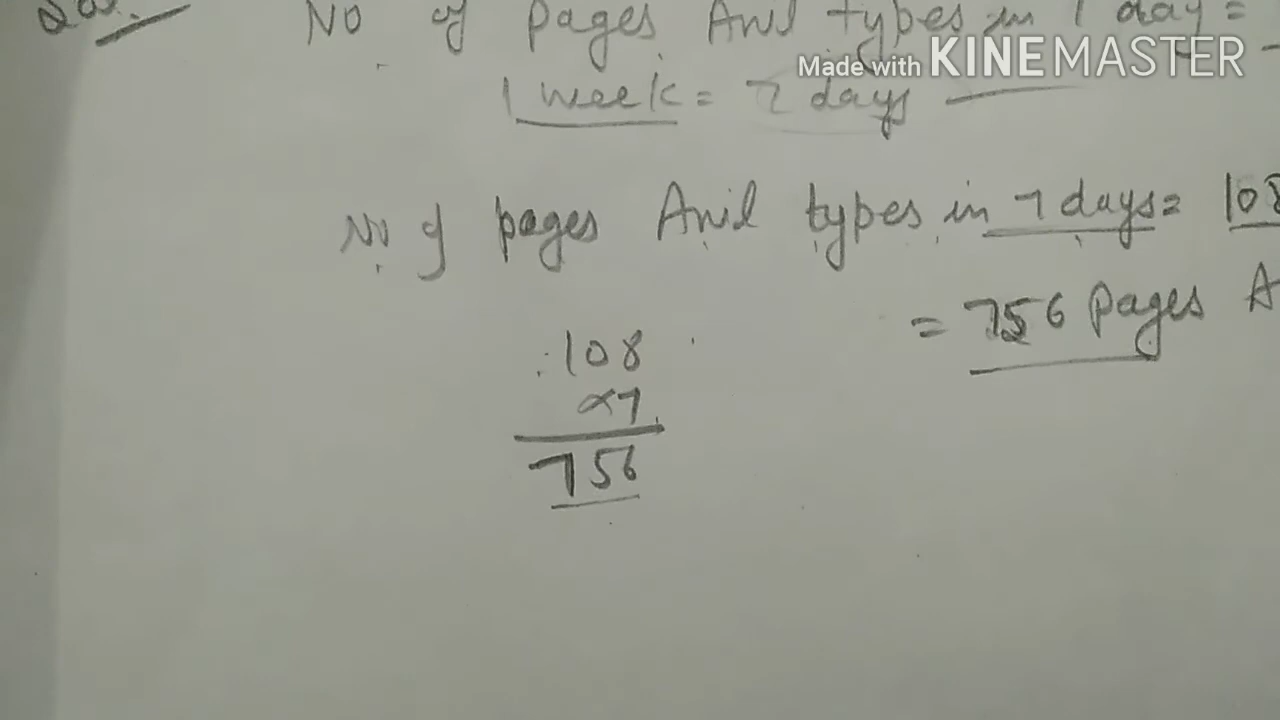 Sol.
No of pages Anil types in 1 day =
Made with KINEMASTER
1 week = 7 days
No of pages Anil types in 7 days = 108
= 756 Pages A
108
×7
756